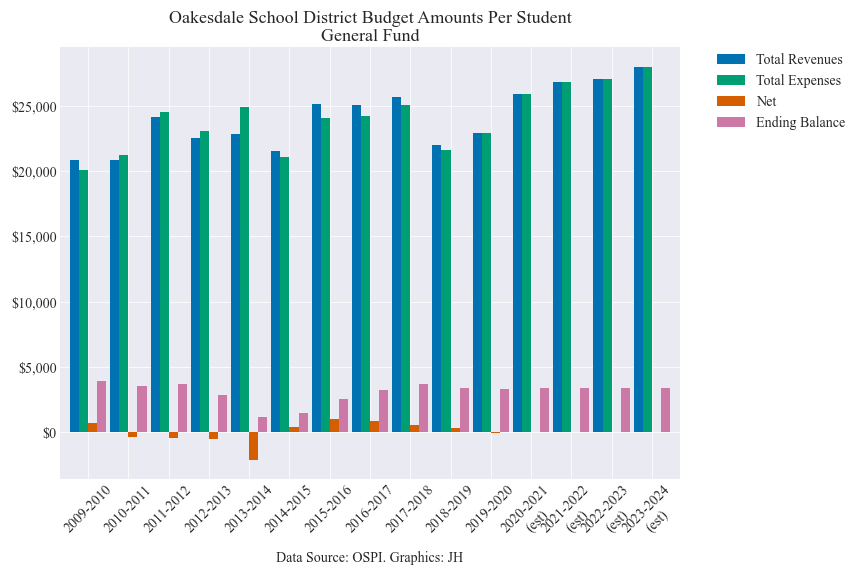 Oakesdale School District Budget Amounts Per Student
General Fund
Total Revenues
Total Expenses
Net
Ending Balance
$25,000
$20,000
$15,000
$10,000
$5,000
$0
2009-2010
2010-2011
2011-2012
2012-2013
2013-2014
2014-2015
2015-2016
2016-2017
2017-2018
2018-2019
2019-2020
2020-2021
(est)
2021-2022
(est)
2022-2023
(est)
2023-2024
(est)
Data Source: OSPI. Graphics: JH